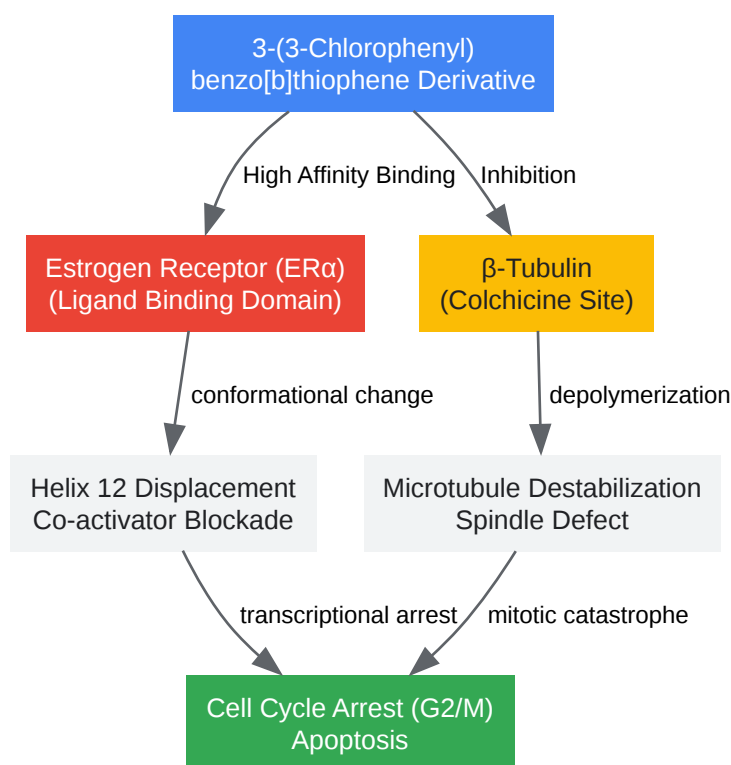 3-(3-Chlorophenyl)
benzo[b]thiophene Derivative
High Affinity Binding
Inhibition
Estrogen Receptor (ERα)
(Ligand Binding Domain)
β-Tubulin
(Colchicine Site)
conformational change
depolymerization
Helix 12 Displacement
Co-activator Blockade
Microtubule Destabilization
Spindle Defect
transcriptional arrest
mitotic catastrophe
Cell Cycle Arrest (G2/M)
Apoptosis